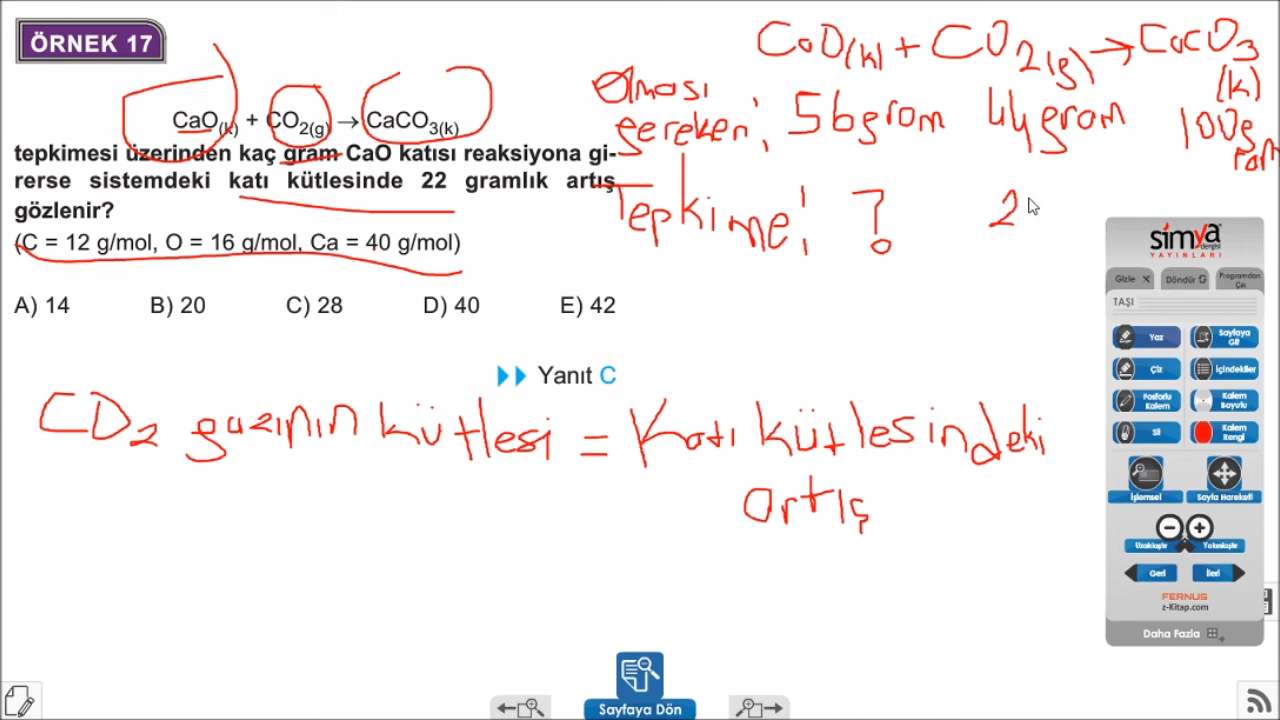 ÖRNEK 17
CaO(k) + CO2(g) → CaCO3(k)
tepkimesi üzerinden kaç gram CaO katısı reaksiyona gi-
rerse sistemdeki katı kütlesinde 22 gramlık artış
gözlenir?
(C = 12 g/mol, O = 16 g/mol, Ca = 40 g/mol)
A) 14 B) 20 C) 28 D) 40 E) 42
Yanıt C
CaO(k) + CO2(g) → CaCO3
(k)
Olması
gereken: 56gram 44gram 100g
ram
Tepkime: ? 2
CO2 gazının kütlesi = Katı kütlesindeki
artış
simya
dergisi
YAYINLARI
Gizle Döndür Programdan
Çık
TAŞI
Yaz Sayfaya
Git
Çiz İçindekiler
Fosforlu
Kalem Kalem
Boyutu
Sil Kalem
Rengi
İşlemsel Sayfa Hareketi
Uzaklaştır Yakınlaştır
Geri İleri
FERNUS
z-Kitap.com
Daha Fazla
Sayfaya Dön